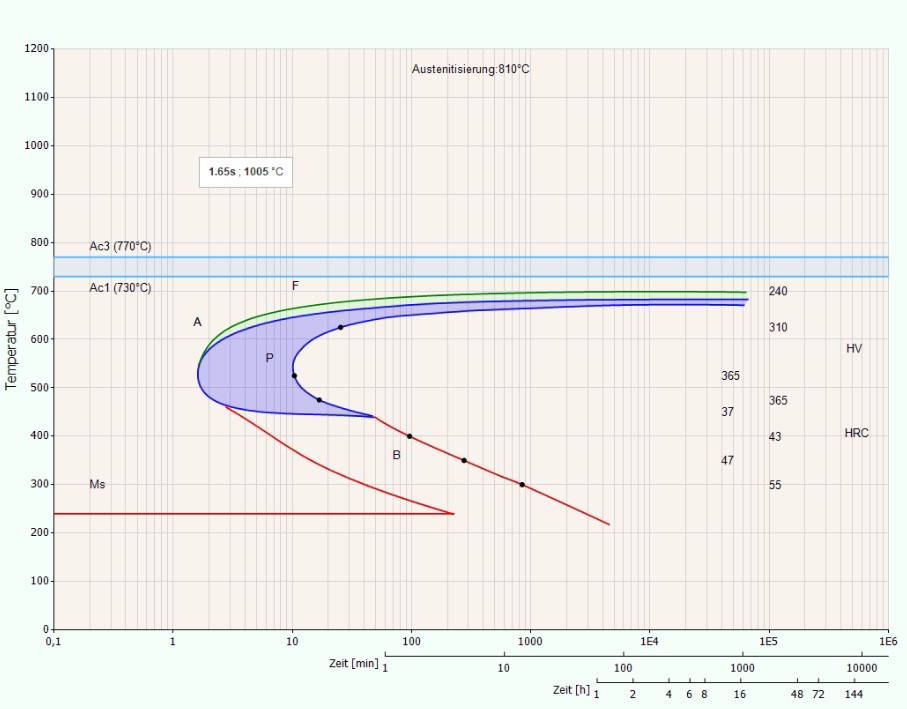 1200
Austenitisierung:810°C
1100
1000
1.65s ; 1005 °C
900
800
Ac3 (770°C)
Ac1 (730°C)
700
F
240
A
310
600
HV
P
365
500
365
37
400
43
HRC
B
47
300
Ms
55
200
100
0
Temperatur [°C]
0,1 1 10 100 1000 1E4 1E5 1E6
Zeit [min] 1 10 100 1000 10000
Zeit [h] 1 2 4 6 8 16 48 72 144